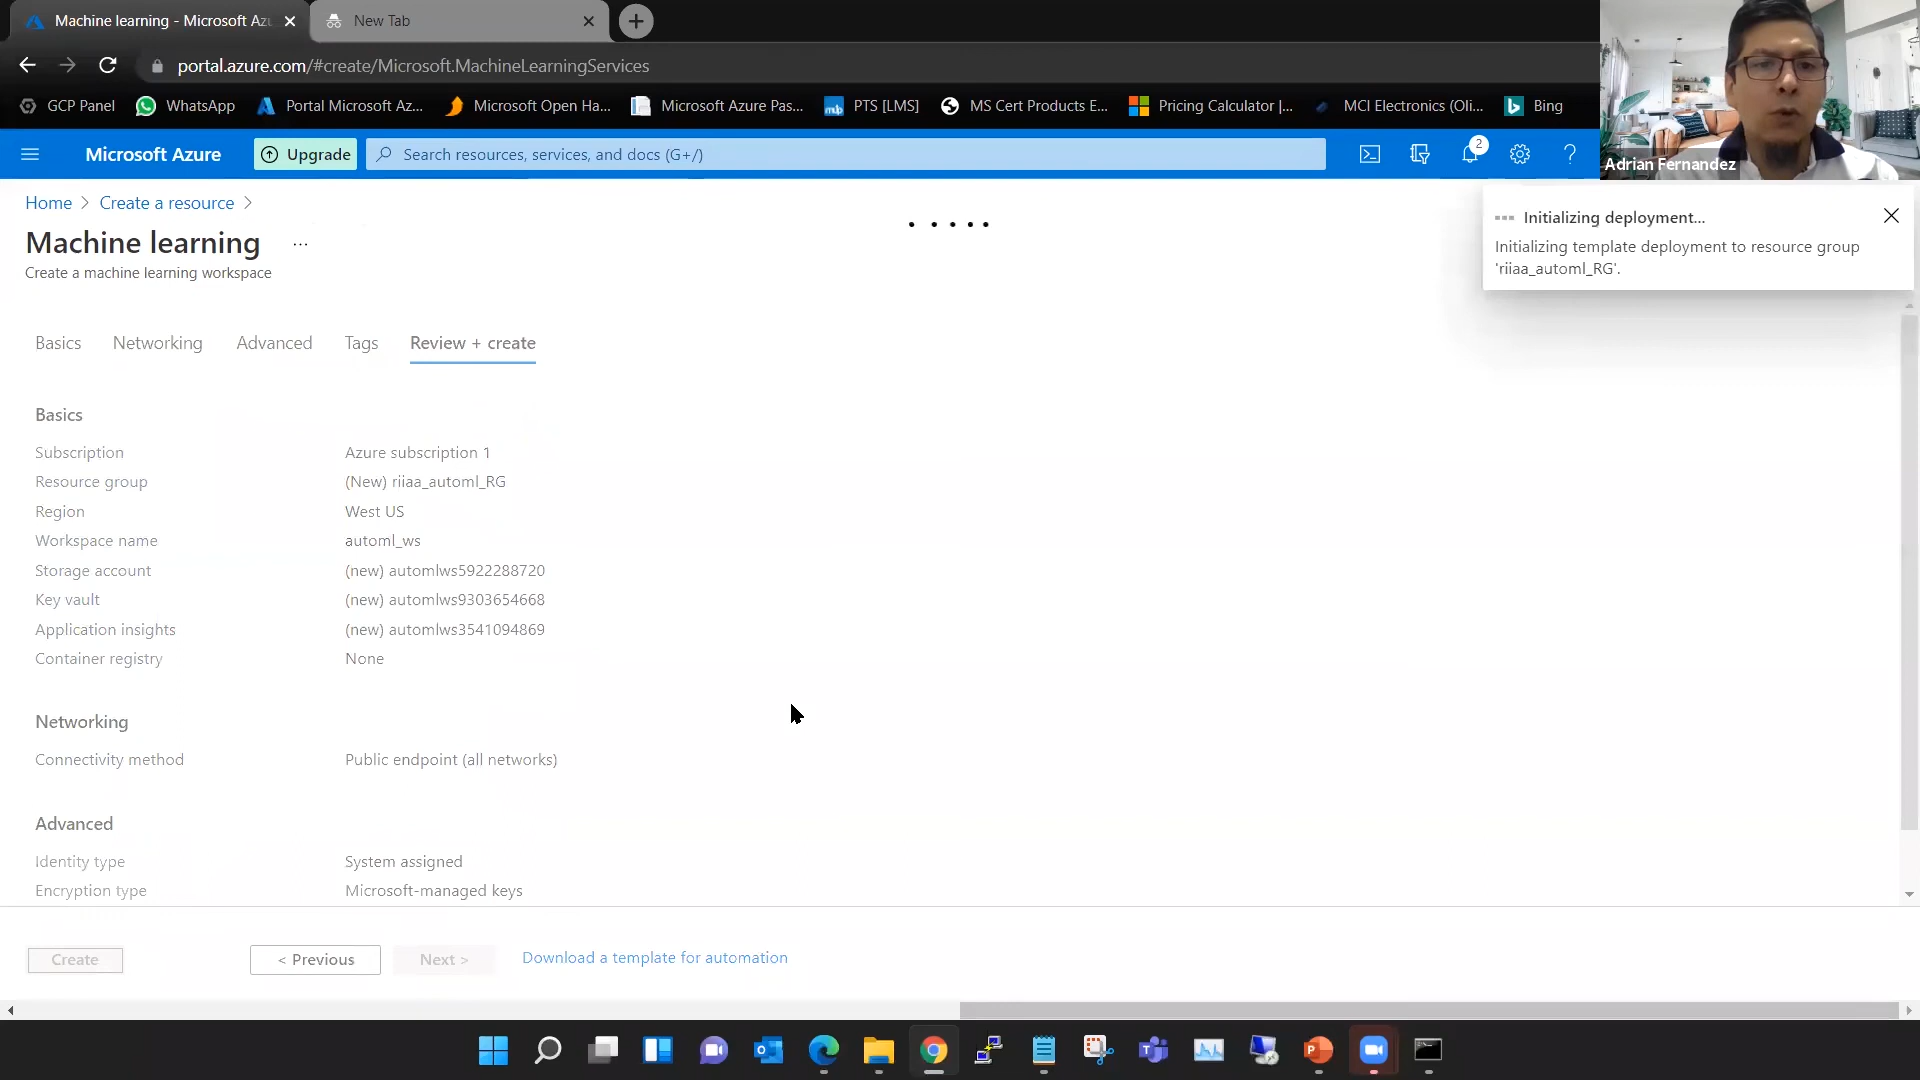 Machine learning - Microsoft Azu
New Tab
portal.azure.com/#create/Microsoft.MachineLearningServices
GCP Panel
WhatsApp
Portal Microsoft Az...
Microsoft Open Ha...
Microsoft Azure Pas...
PTS [LMS]
MS Cert Products E...
Pricing Calculator |...
MCI Electronics (Oli...
Bing
Microsoft Azure
Upgrade
Search resources, services, and docs (G+/)
2
Adrian Fernandez
Home > Create a resource >
Machine learning ...
Create a machine learning workspace
Initializing deployment...
Initializing template deployment to resource group
'riiaa_automl_RG'.
Basics Networking Advanced Tags Review + create
Basics
Subscription Azure subscription 1
Resource group (New) riiaa_automl_RG
Region West US
Workspace name automl_ws
Storage account (new) automlws5922288720
Key vault (new) automlws9303654668
Application insights (new) automlws3541094869
Container registry None
Networking
Connectivity method Public endpoint (all networks)
Advanced
Identity type System assigned
Encryption type Microsoft-managed keys
Create
< Previous
Next >
Download a template for automation